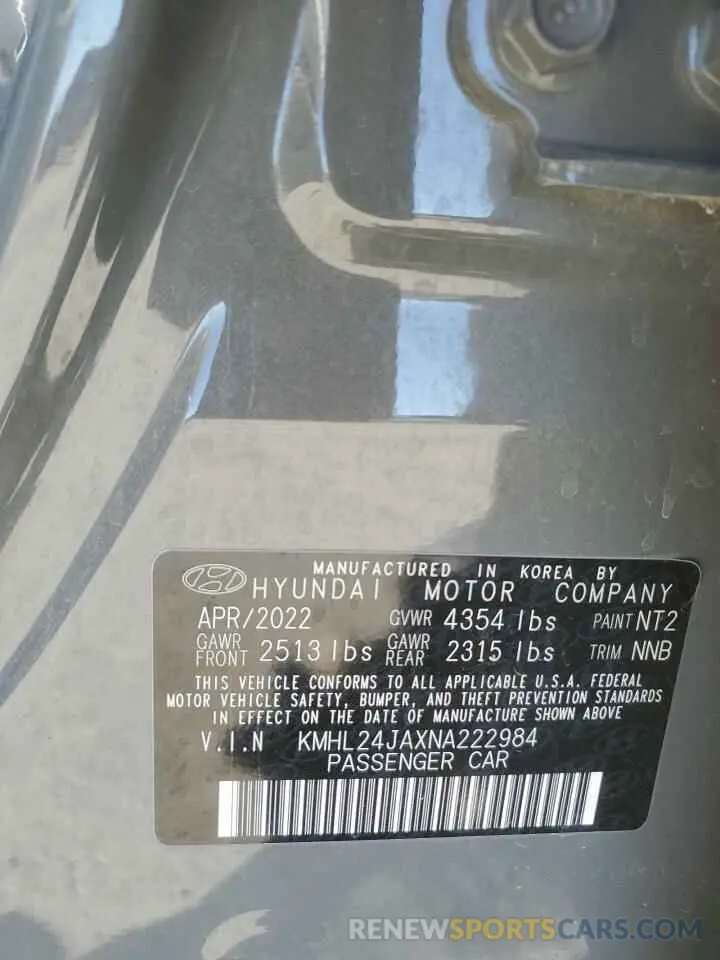 MANUFACTURED IN KOREA BY
HYUNDAI MOTOR COMPANY
APR/2022 GVWR 4354 lbs PAINT NT2
GAWR FRONT 2513 lbs GAWR REAR 2315 lbs TRIM NNB
THIS VEHICLE CONFORMS TO ALL APPLICABLE U.S.A. FEDERAL
MOTOR VEHICLE SAFETY, BUMPER, AND THEFT PREVENTION STANDARDS
IN EFFECT ON THE DATE OF MANUFACTURE SHOWN ABOVE
V.I.N KMHL24JAXNA222984
PASSENGER CAR
RENEWSPORTSCARS.COM